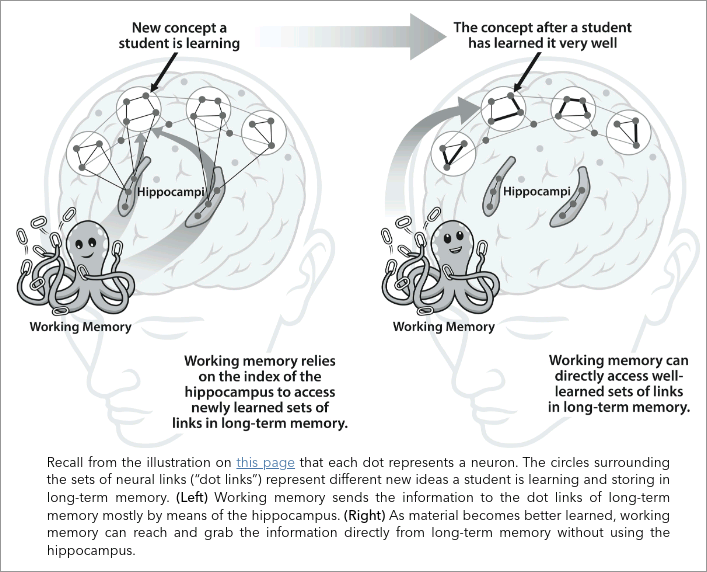 New concept a
student is learning
The concept after a student
has learned it very well
Hippocampi
Hippocampi
Working Memory
Working Memory
Working memory relies
on the index of the
hippocampus to access
newly learned sets of
links in long-term memory.
Working memory can
directly access well-
learned sets of links
in long-term memory.
Recall from the illustration on this page that each dot represents a neuron. The circles surrounding
the sets of neural links (“dot links”) represent different new ideas a student is learning and storing in
long-term memory. (Left) Working memory sends the information to the dot links of long-term
memory mostly by means of the hippocampus. (Right) As material becomes better learned, working
memory can reach and grab the information directly from long-term memory without using the
hippocampus.